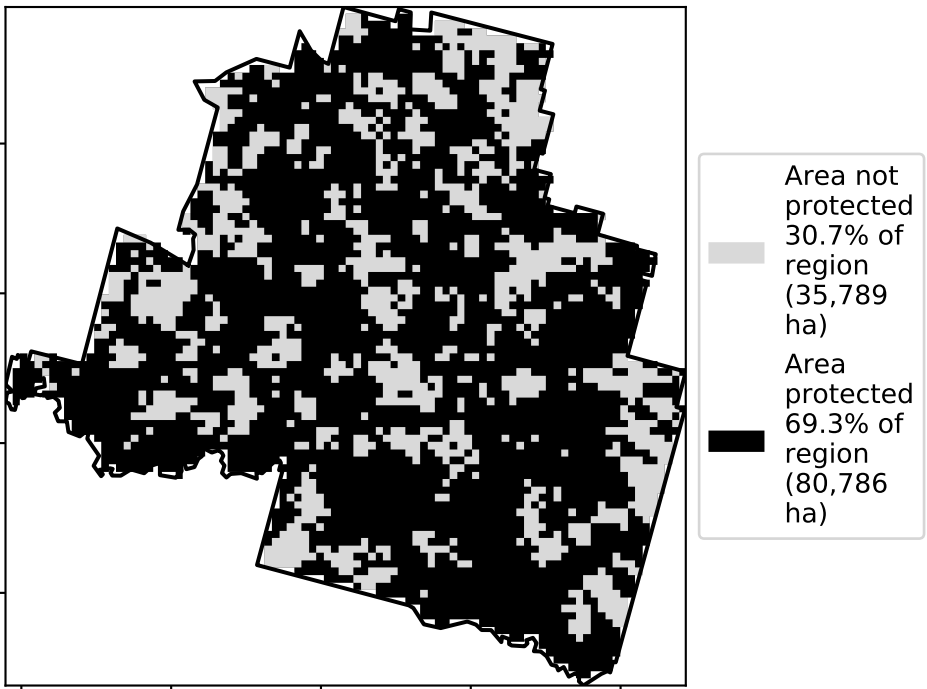 Area not
protected
30.7% of
region
(35,789
ha)
Area
protected
69.3% of
region
(80,786
ha)